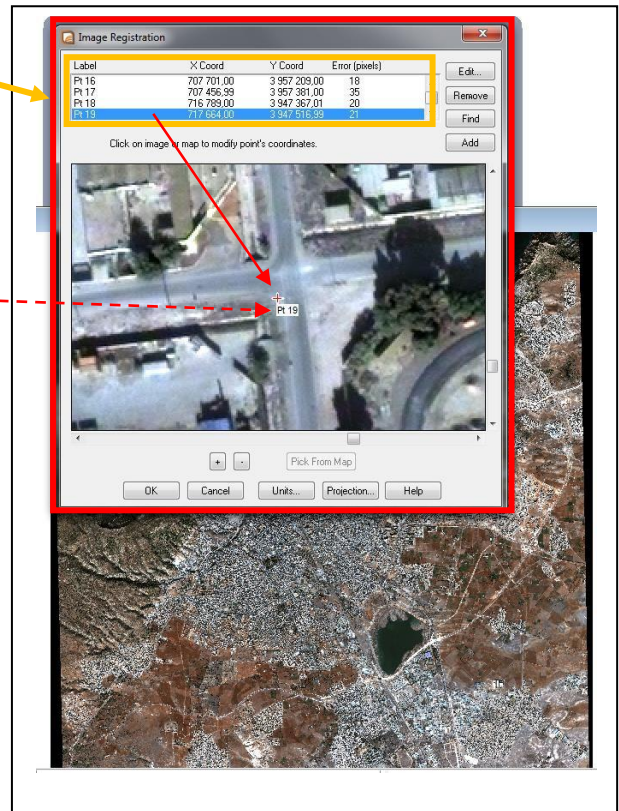 Image Registration
Label X Coord Y Coord Error (pixels)
Pt 16 707 701,00 3 957 209,00 18
Pt 17 707 456,99 3 957 381,00 35
Pt 18 716 789,00 3 947 367,01 20
Pt 19 717 664,00 3 947 516,99 21
Edit...
Remove
Find
Add
Click on image or map to modify point's coordinates.
Pt 19
+ - Pick From Map
OK Cancel Units... Projection... Help